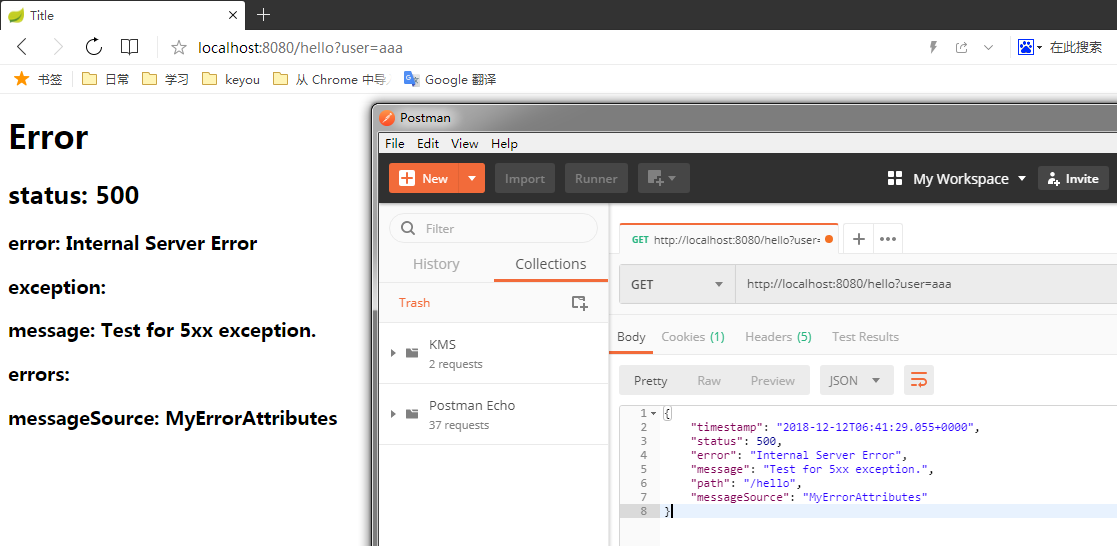 Title
localhost:8080/hello?user=aaa
在此搜索
书签 日常 学习 keyou 从 Chrome 中导 Google 翻译
Error
status: 500
error: Internal Server Error
exception:
message: Test for 5xx exception.
errors:
messageSource: MyErrorAttributes
Postman
File Edit View Help
New Import Runner My Workspace Invite
Filter
History Collections
Trash
KMS
2 requests
Postman Echo
37 requests
GET http://localhost:8080/hello?user=
GET http://localhost:8080/hello?user=aaa
Body Cookies (1) Headers (5) Test Results
Pretty Raw Preview JSON
1 {
2 "timestamp": "2018-12-12T06:41:29.055+0000",
3 "status": 500,
4 "error": "Internal Server Error",
5 "message": "Test for 5xx exception.",
6 "path": "/hello",
7 "messageSource": "MyErrorAttributes"
8 }